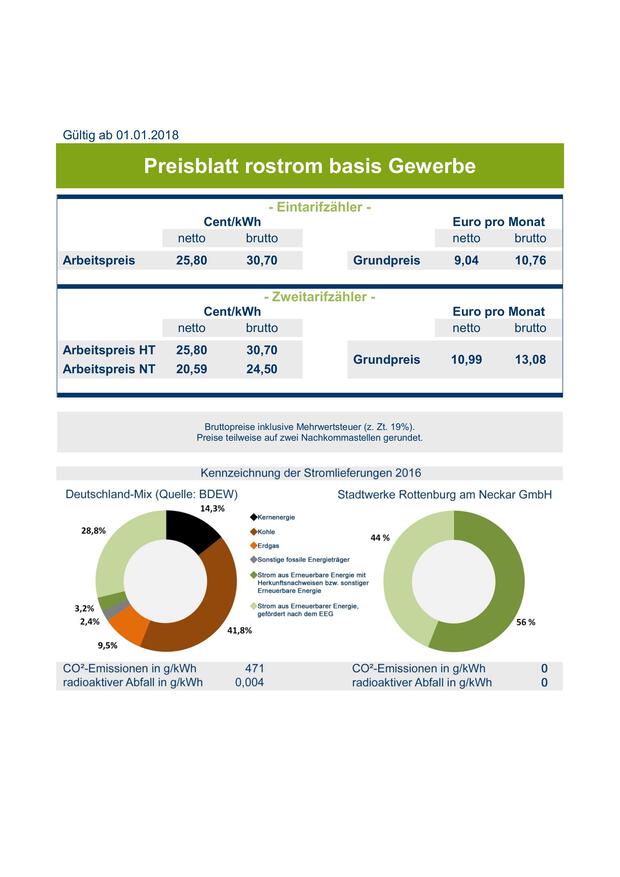 Gültig ab 01.01.2018
Preisblatt rostrom basis Gewerbe
- Eintarifzähler -
Cent/kWh Euro pro Monat
netto brutto netto brutto
Arbeitspreis 25,80 30,70 Grundpreis 9,04 10,76
- Zweitarifzähler -
Cent/kWh Euro pro Monat
netto brutto netto brutto
Arbeitspreis HT 25,80 30,70
Grundpreis 10,99 13,08
Arbeitspreis NT 20,59 24,50
Bruttopreise inklusive Mehrwertsteuer (z. Zt. 19%).
Preise teilweise auf zwei Nachkommastellen gerundet.
Kennzeichnung der Stromlieferungen 2016
Deutschland-Mix (Quelle: BDEW)
14,3%
28,8%
3,2%
2,4%
9,5%
41,8%
Kernenergie
Kohle
Erdgas
Sonstige fossile Energieträger
Strom aus Erneuerbare Energie mit
Herkunftsnachweisen bzw. sonstiger
Erneuerbare Energie
Strom aus Erneuerbarer Energie,
gefördert nach dem EEG
Stadtwerke Rottenburg am Neckar GmbH
44 %
56 %
CO²-Emissionen in g/kWh 471
radioaktiver Abfall in g/kWh 0,004
CO²-Emissionen in g/kWh 0
radioaktiver Abfall in g/kWh 0